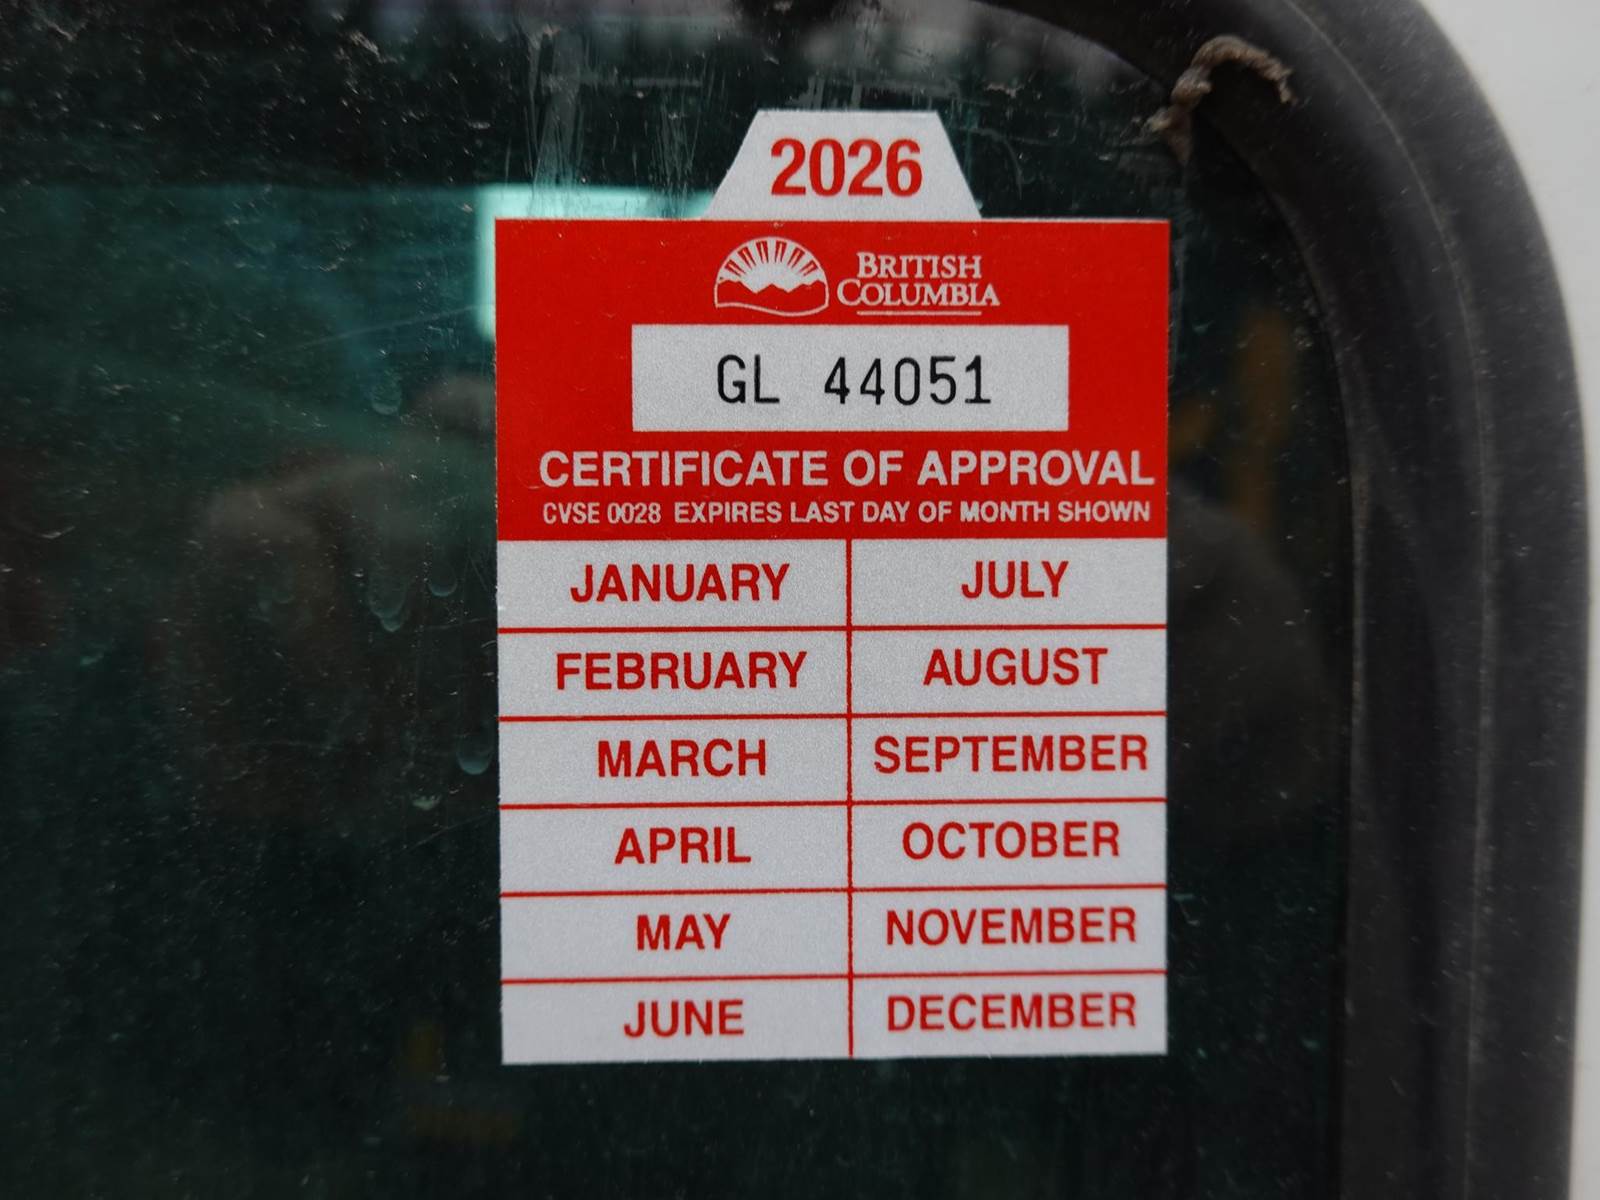 2026
BRITISH
COLUMBIA
GL 44051
CERTIFICATE OF APPROVAL
CVSE 0028 EXPIRES LAST DAY OF MONTH SHOWN
JANUARY JULY
FEBRUARY AUGUST
MARCH SEPTEMBER
APRIL OCTOBER
MAY NOVEMBER
JUNE DECEMBER